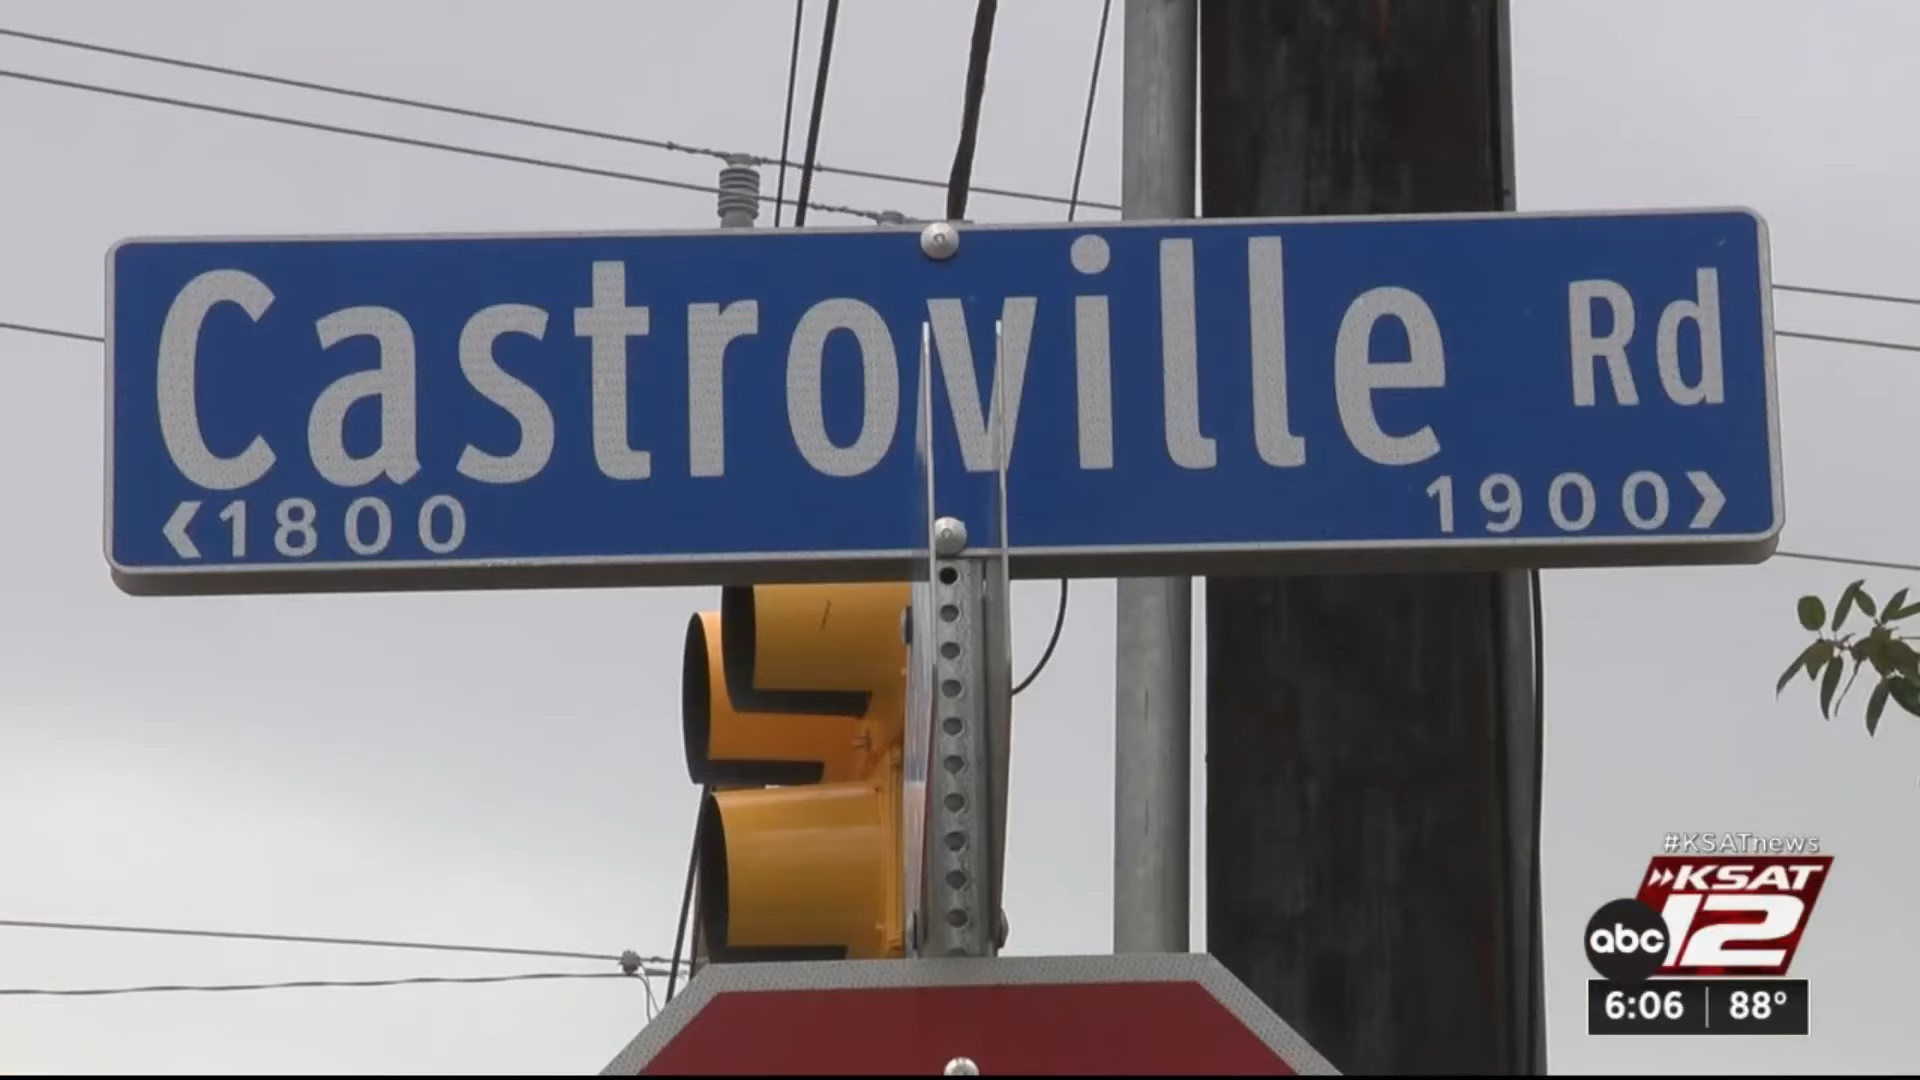 Castroville Rd
<1800 1900>
#KSATnews
KSAT
abc 12
6:06 | 88°